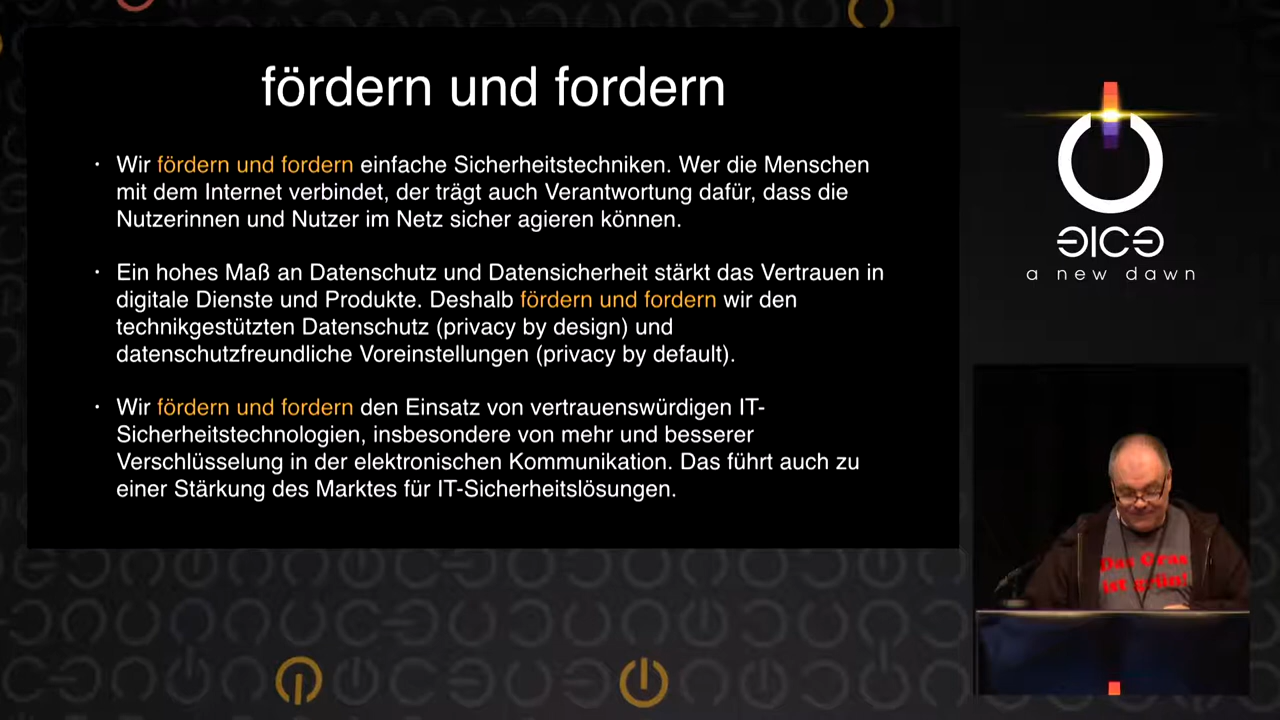 fördern und fordern
· Wir fördern und fordern einfache Sicherheitstechniken. Wer die Menschen
mit dem Internet verbindet, der trägt auch Verantwortung dafür, dass die
Nutzerinnen und Nutzer im Netz sicher agieren können.
· Ein hohes Maß an Datenschutz und Datensicherheit stärkt das Vertrauen in
digitale Dienste und Produkte. Deshalb fördern und fordern wir den
technikgestützten Datenschutz (privacy by design) und
datenschutzfreundliche Voreinstellungen (privacy by default).
· Wir fördern und fordern den Einsatz von vertrauenswürdigen IT-
Sicherheitstechnologien, insbesondere von mehr und besserer
Verschlüsselung in der elektronischen Kommunikation. Das führt auch zu
einer Stärkung des Marktes für IT-Sicherheitslösungen.
ƎICƎ
a new dawn
Das Gras
ist grün!